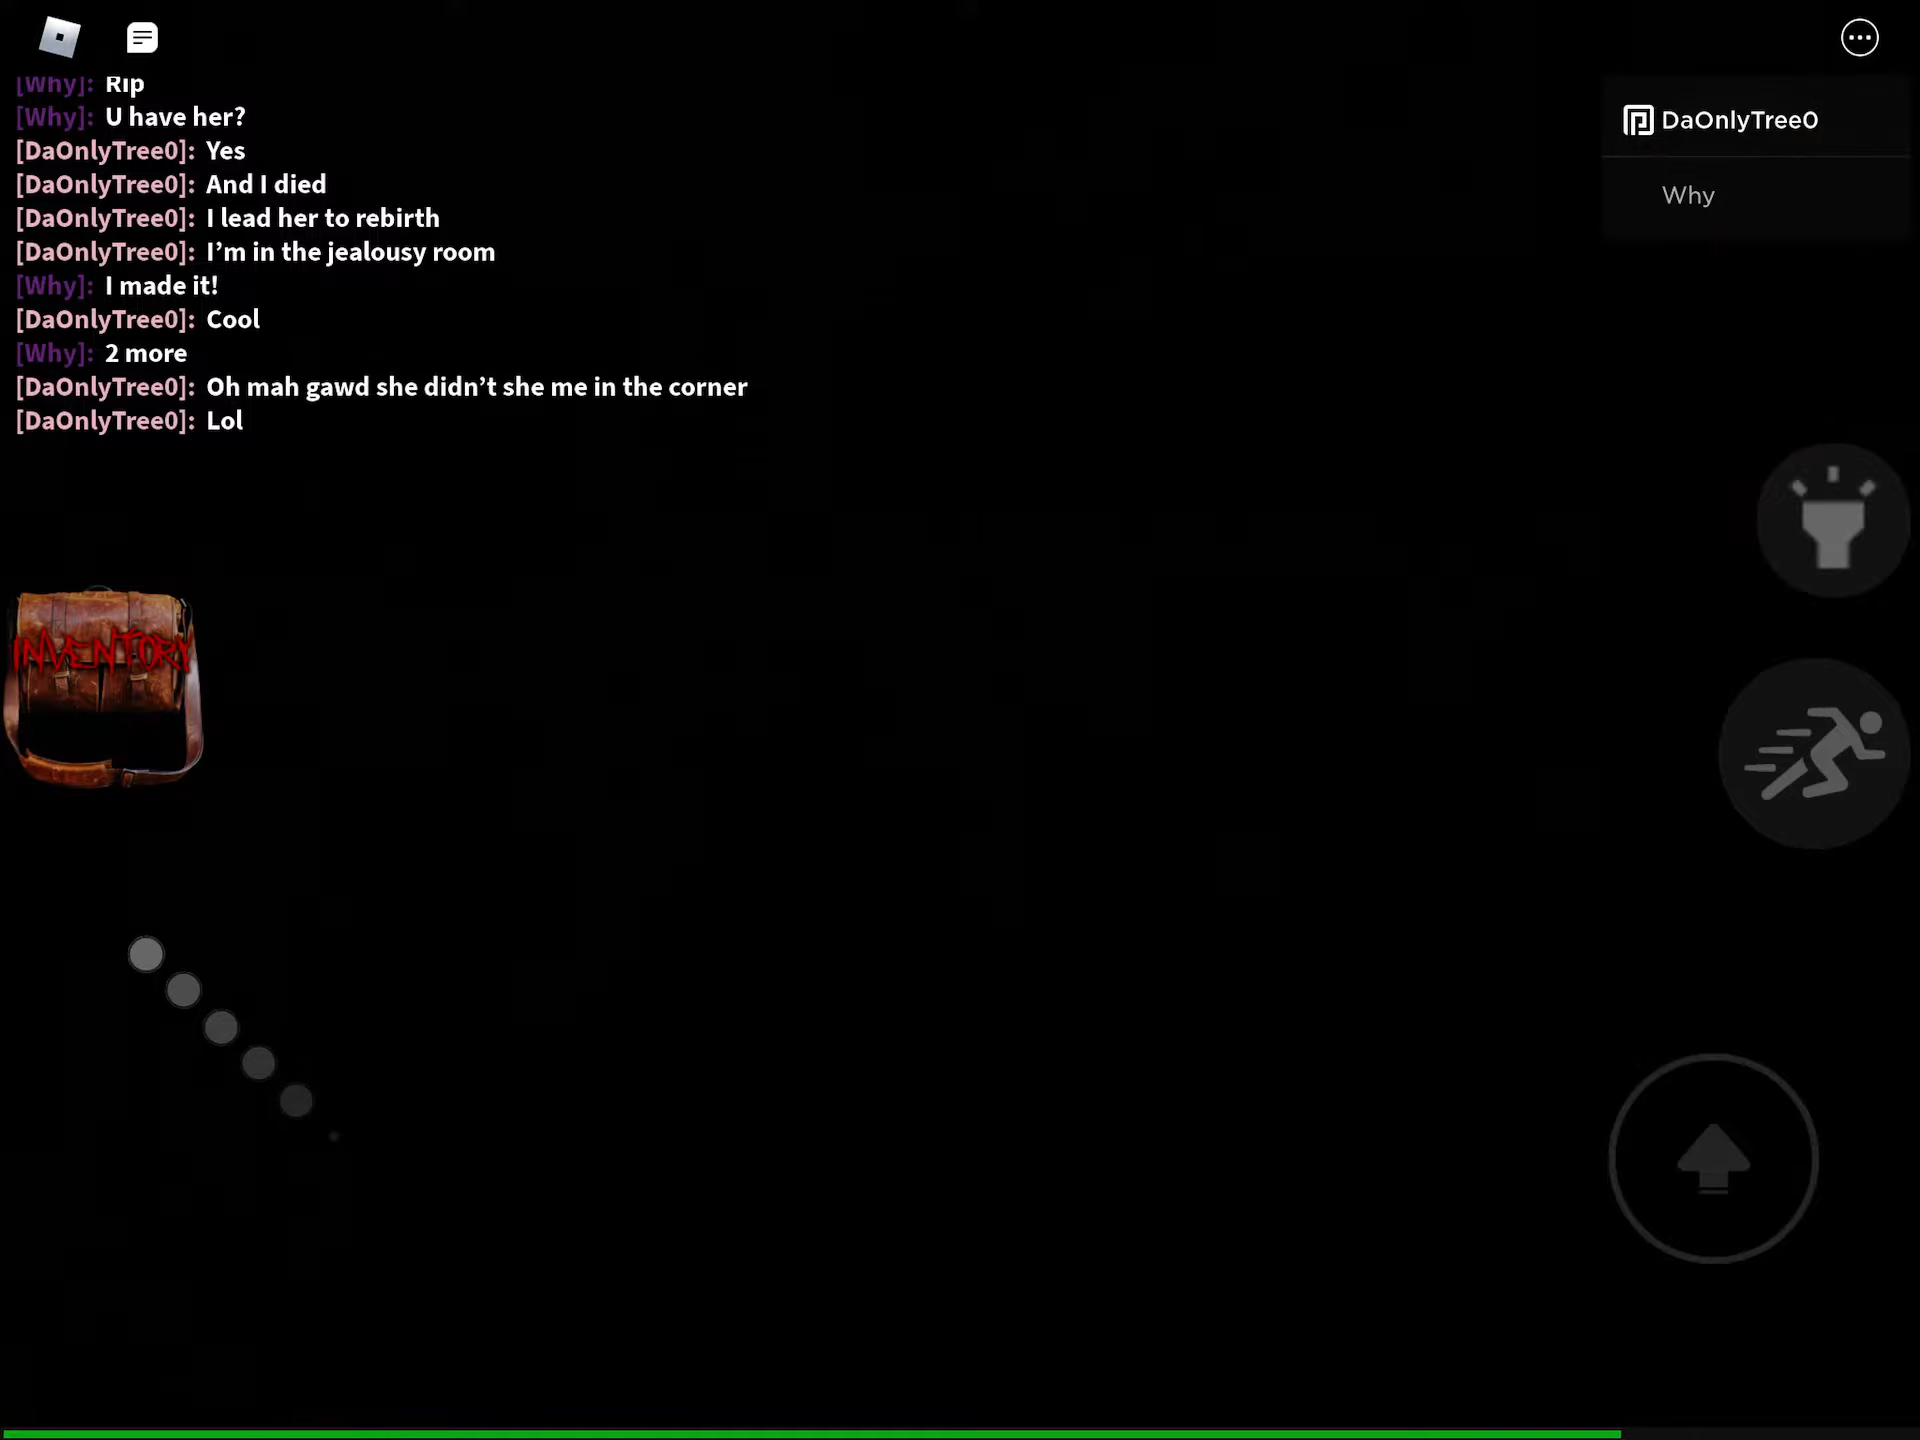 [Why]: Rip
[Why]: U have her?
[DaOnlyTree0]: Yes
[DaOnlyTree0]: And I died
[DaOnlyTree0]: I lead her to rebirth
[DaOnlyTree0]: I’m in the jealousy room
[Why]: I made it!
[DaOnlyTree0]: Cool
[Why]: 2 more
[DaOnlyTree0]: Oh mah gawd she didn’t she me in the corner
[DaOnlyTree0]: Lol
DaOnlyTree0
Why
INVENTORY